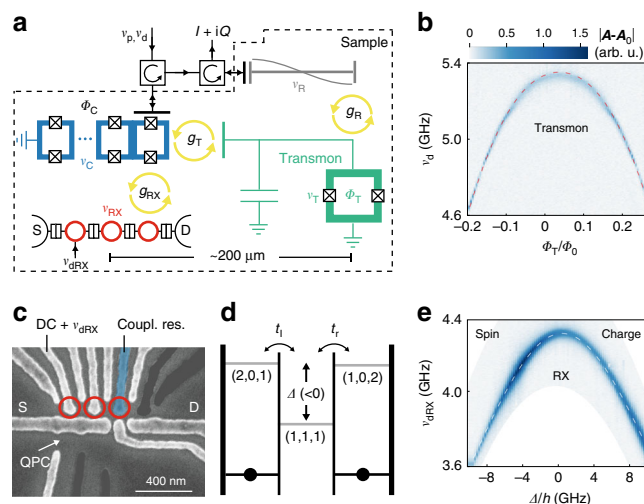 a
ν_p,ν_d
I + iQ
Sample
Φ_C
ν_R
g_R
g_T
ν_C
Transmon
g_RX
ν_T
Φ_T
ν_RX
S
D
ν_dRX
~200 μm
b
|A-A_0|
(arb. u.)
0
0.5
1.0
1.5
5.4
5.0
4.6
ν_d (GHz)
Transmon
−0.2
−0.1
0
0.1
0.2
Φ_T/Φ_0
c
DC + ν_dRX
Coupl. res.
S
D
QPC
400 nm
d
t_l
t_r
(2,0,1)
(1,0,2)
Δ (<0)
(1,1,1)
e
4.4
4.0
3.6
ν_dRX (GHz)
Spin
Charge
RX
−8
−4
0
4
8
Δ/h (GHz)